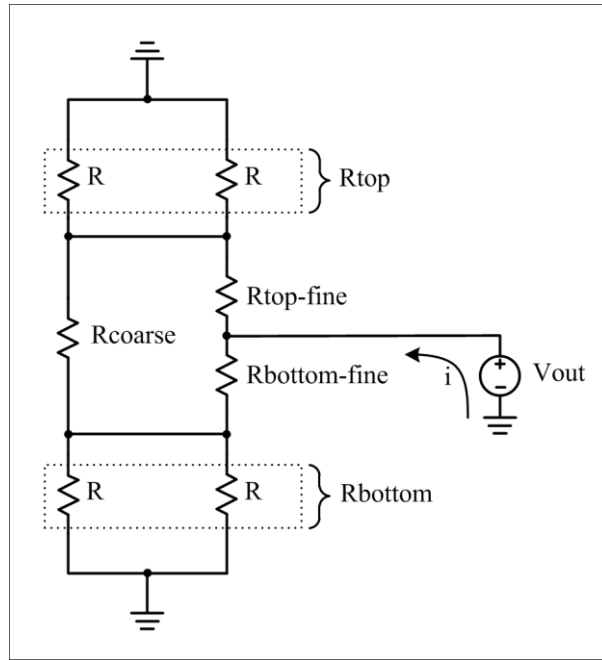 R
R
Rtop
Rtop-fine
Rcoarse
Rbottom-fine
i
+
-
Vout
R
R
Rbottom